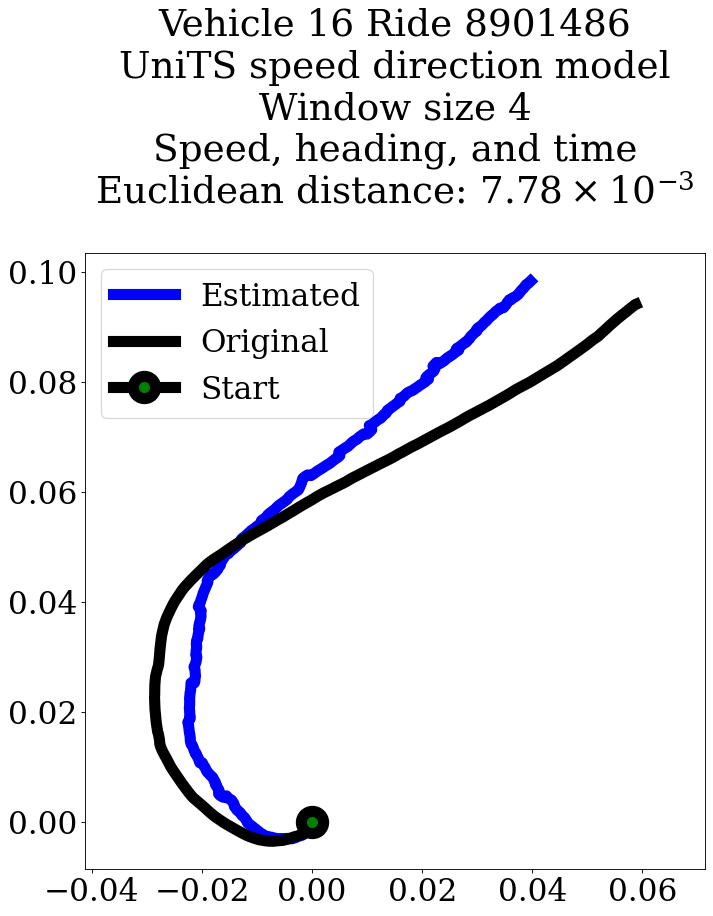 Vehicle 16 Ride 8901486
UniTS speed direction model
Window size 4
Speed, heading, and time
Euclidean distance: 7.78 × 10⁻³
0.10
0.08
0.06
0.04
0.02
0.00
Estimated
Original
Start
−0.04 −0.02 0.00 0.02 0.04 0.06